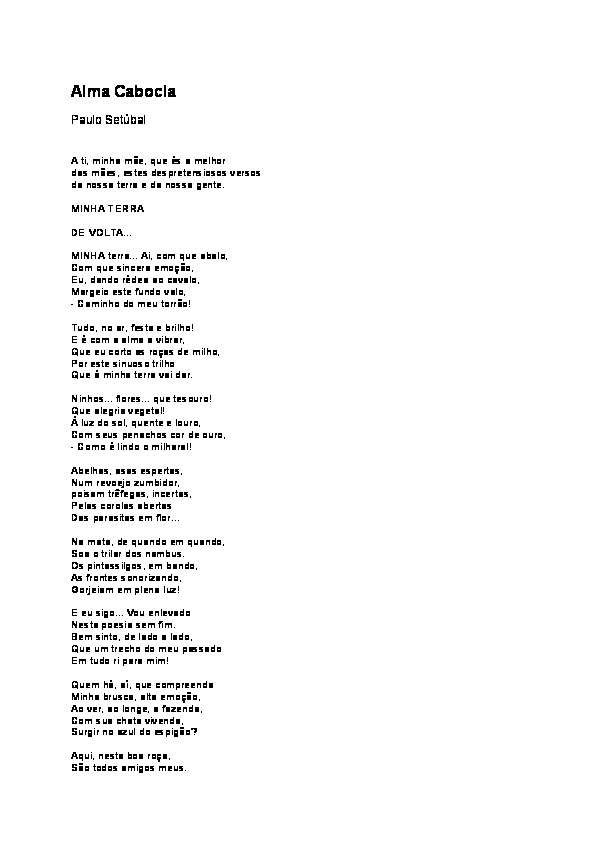 Alma Cabocla
Paulo Setúbal
A ti, minha mãe, que és a melhor
das mães, estes despretensiosos versos
da nossa terra e da nossa gente.
MINHA TERRA
DE VOLTA...
MINHA terra... Ai, com que abalo,
Com que sincera emoção,
Eu, dando rédea ao cavalo,
Margeio este fundo valo,
- Caminho do meu torrão!
Tudo, no ar, festa e brilho!
E é com a alma a vibrar,
Que eu corto as roças de milho,
Por este sinuoso trilho
Que à minha terra vai dar.
Ninhos... flores... que tesouro!
Que alegria vegetal!
À luz do sol, quente e louro,
Com seus penachos cor de ouro,
- Como é lindo o milharal!
Abelhas, asas espertas,
Num revoejo zumbidor,
poisam trêfegas, incertas,
Pelas corolas abertas
Das parasitas em flor...
Na mata, de quando em quando,
Soa o trilar dos nambus.
Os pintassilgos, em bando,
As frontes sonorizando,
Gorjeiam em plena luz!
E eu sigo... Vou enlevado
Nesta poesia sem fim.
Bem sinto, de lado a lado,
Que um trecho do meu passado
Em tudo ri para mim!
Quem há, aí, que compreenda
Minha brusca, alta emoção,
Ao ver, ao longe, a fazenda,
Com sua chata vivenda,
Surgir no azul do espigão?
Aqui, nesta boa roça,
São todos amigos meus.